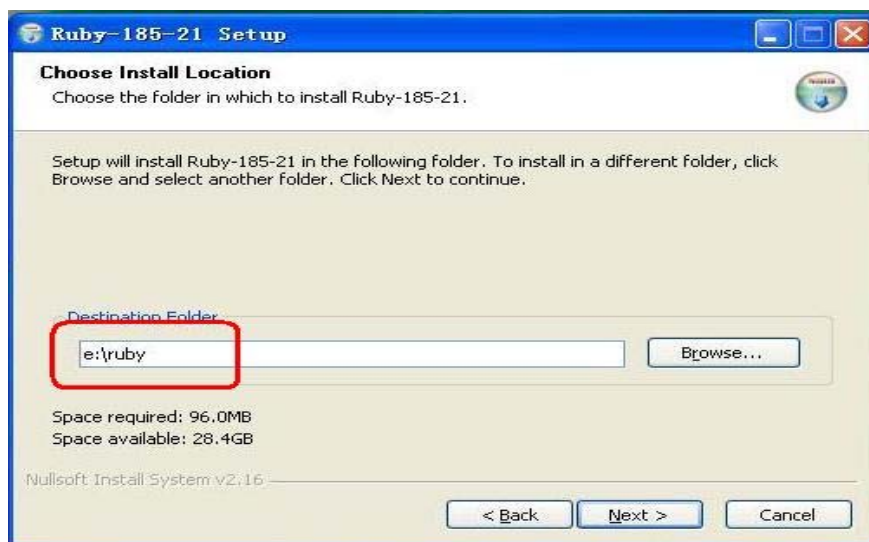 Ruby-185-21 Setup
Choose Install Location
Choose the folder in which to install Ruby-185-21.
Setup will install Ruby-185-21 in the following folder. To install in a different folder, click
Browse and select another folder. Click Next to continue.
Destination Folder
e:\ruby
Browse...
Space required: 96.0MB
Space available: 28.4GB
Nullsoft Install System v2.16
< Back
Next >
Cancel